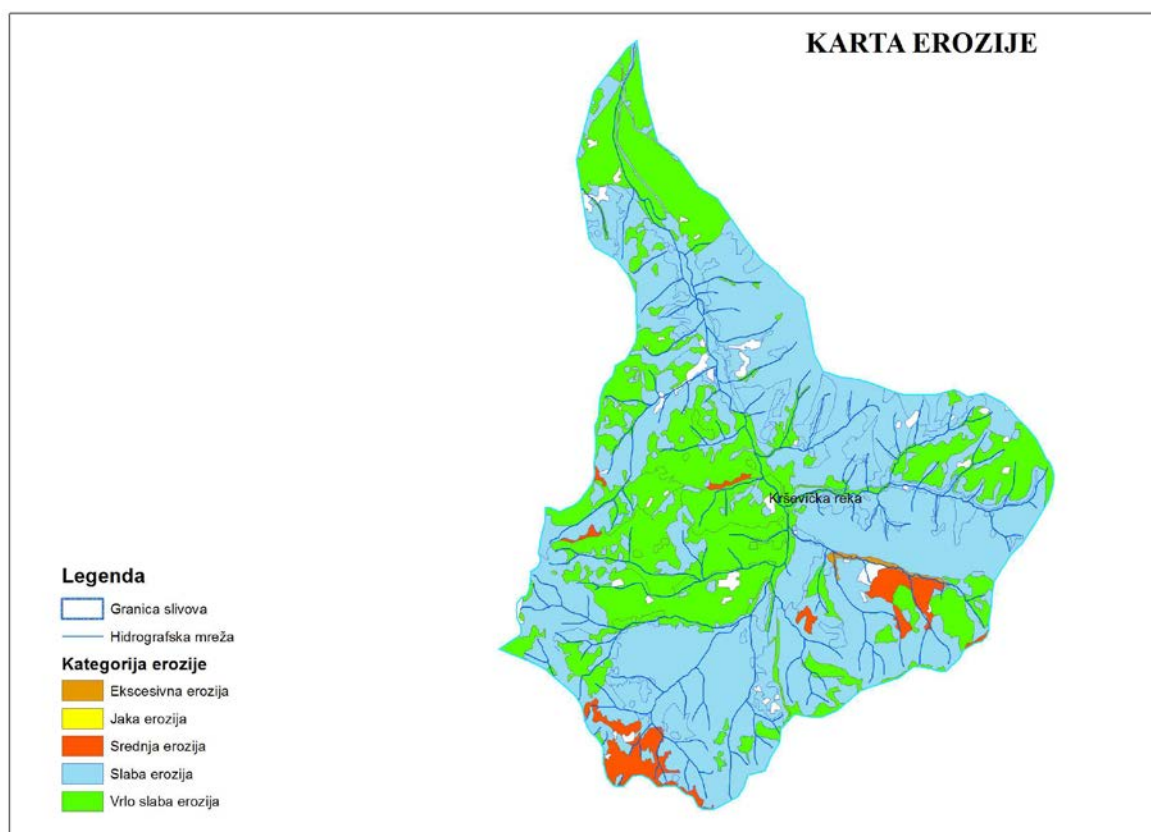 KARTA EROZIJE
Krševička reka
Legenda
Granica slivova
Hidrografska mreža
Kategorija erozije
Ekscesivna erozija
Jaka erozija
Srednja erozija
Slaba erozija
Vrlo slaba erozija